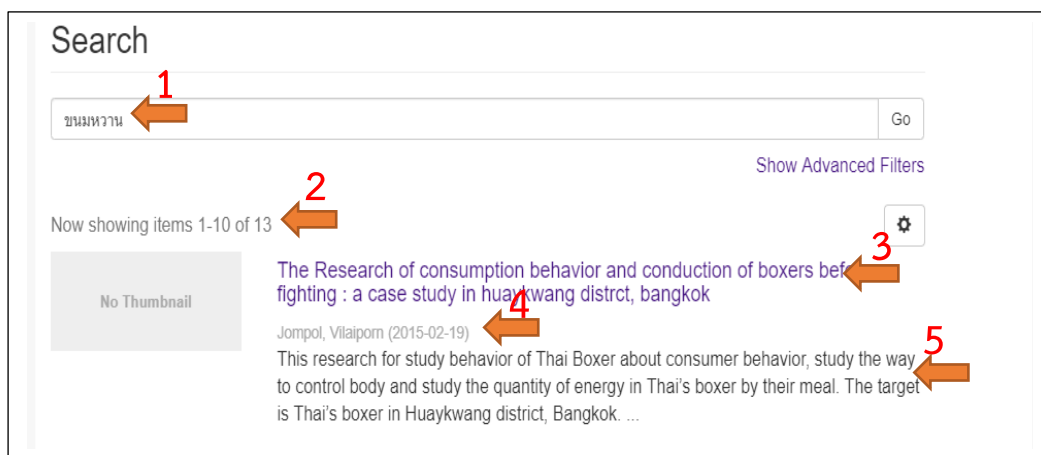 Search
1
ขนมหวาน
Go
Show Advanced Filters
2
Now showing items 1-10 of 13
3
No Thumbnail
The Research of consumption behavior and conduction of boxers bef
fighting : a case study in huaykwang distrct, bangkok
4
Jompol, Vilaiporn (2015-02-19)
5
This research for study behavior of Thai Boxer about consumer behavior, study the way
to control body and study the quantity of energy in Thai's boxer by their meal. The target
is Thai's boxer in Huaykwang district, Bangkok. ...